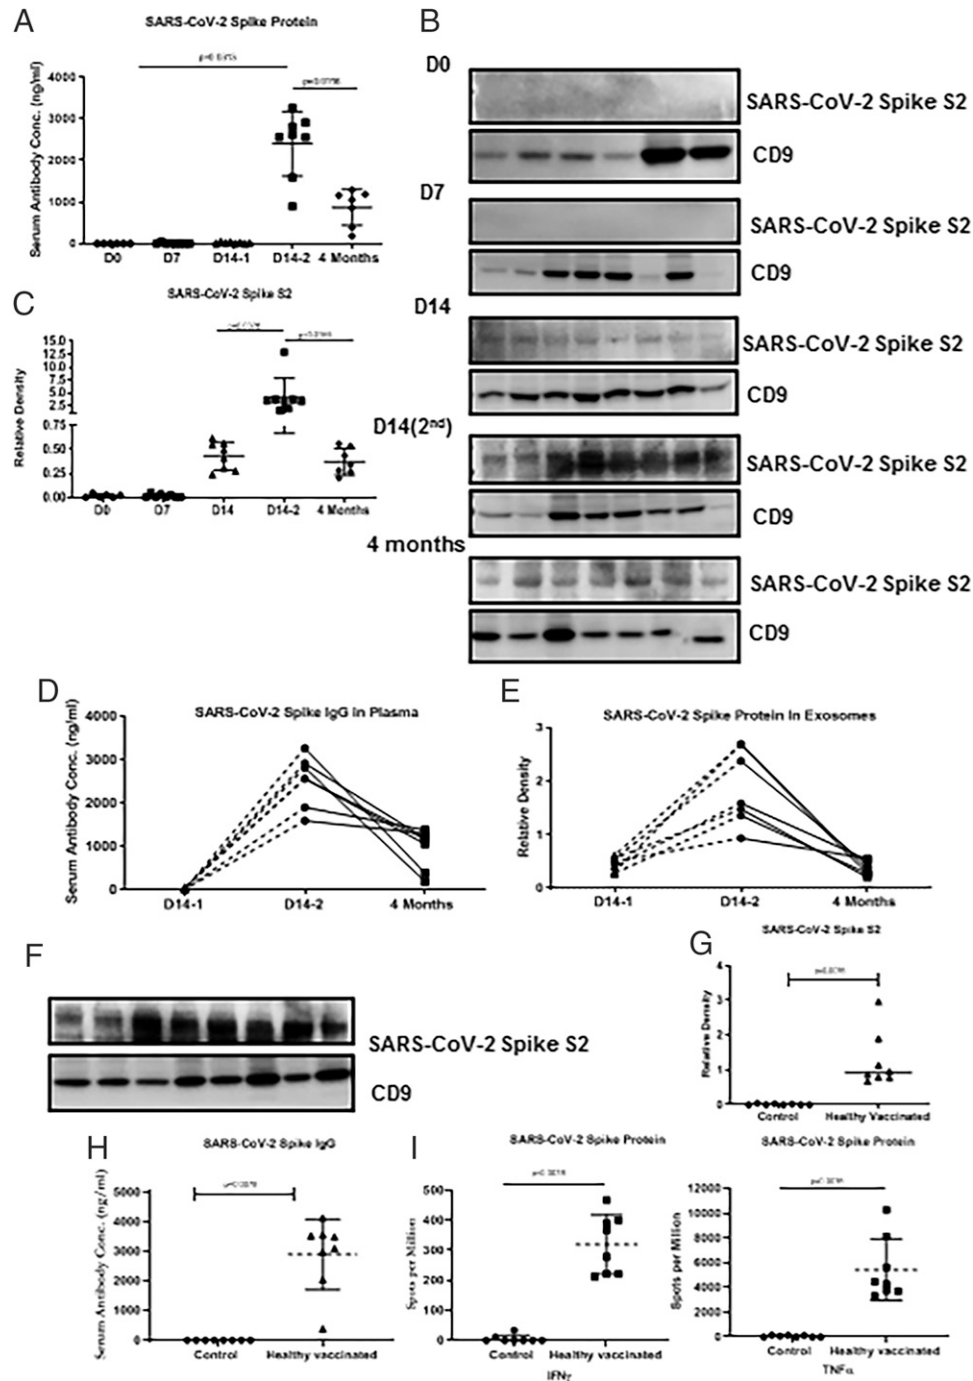 A
SARS-CoV-2 Spike Protein
Serum Antibody Conc. (ng/ml)
4000
3000
2000
1000
0
D0 D7 D14-1 D14-2 4 Months
B
D0
SARS-CoV-2 Spike S2
CD9
D7
SARS-CoV-2 Spike S2
CD9
D14
SARS-CoV-2 Spike S2
CD9
D14(2nd)
SARS-CoV-2 Spike S2
CD9
4 months
SARS-CoV-2 Spike S2
CD9
C
SARS-CoV-2 Spike S2
Relative Density
15.0
12.5
10.0
7.5
5.0
2.5
0.75
0.50
0.25
0.00
D0 D7 D14 D14-2 4 Months
D
SARS-CoV-2 Spike IgG in Plasma
Serum Antibody Conc. (ng/ml)
4000
3000
2000
1000
0
D14-1 D14-2 4 Months
E
SARS-CoV-2 Spike Protein In Exosomes
Relative Density
3
2
1
0
D14-1 D14-2 4 Months
F
SARS-CoV-2 Spike S2
CD9
G
SARS-CoV-2 Spike S2
Relative Density
4
3
2
1
0
Control Healthy Vaccinated
H
SARS-CoV-2 Spike IgG
Serum Antibody Conc. (ng/ml)
5000
4000
3000
2000
1000
0
Control Healthy vaccinated
I
SARS-CoV-2 Spike Protein
Spots per Million
500
400
300
200
100
0
Control Healthy vaccinated
IFNγ
SARS-CoV-2 Spike Protein
Spots per Million
12000
10000
8000
6000
4000
2000
0
Control Healthy vaccinated
TNFα